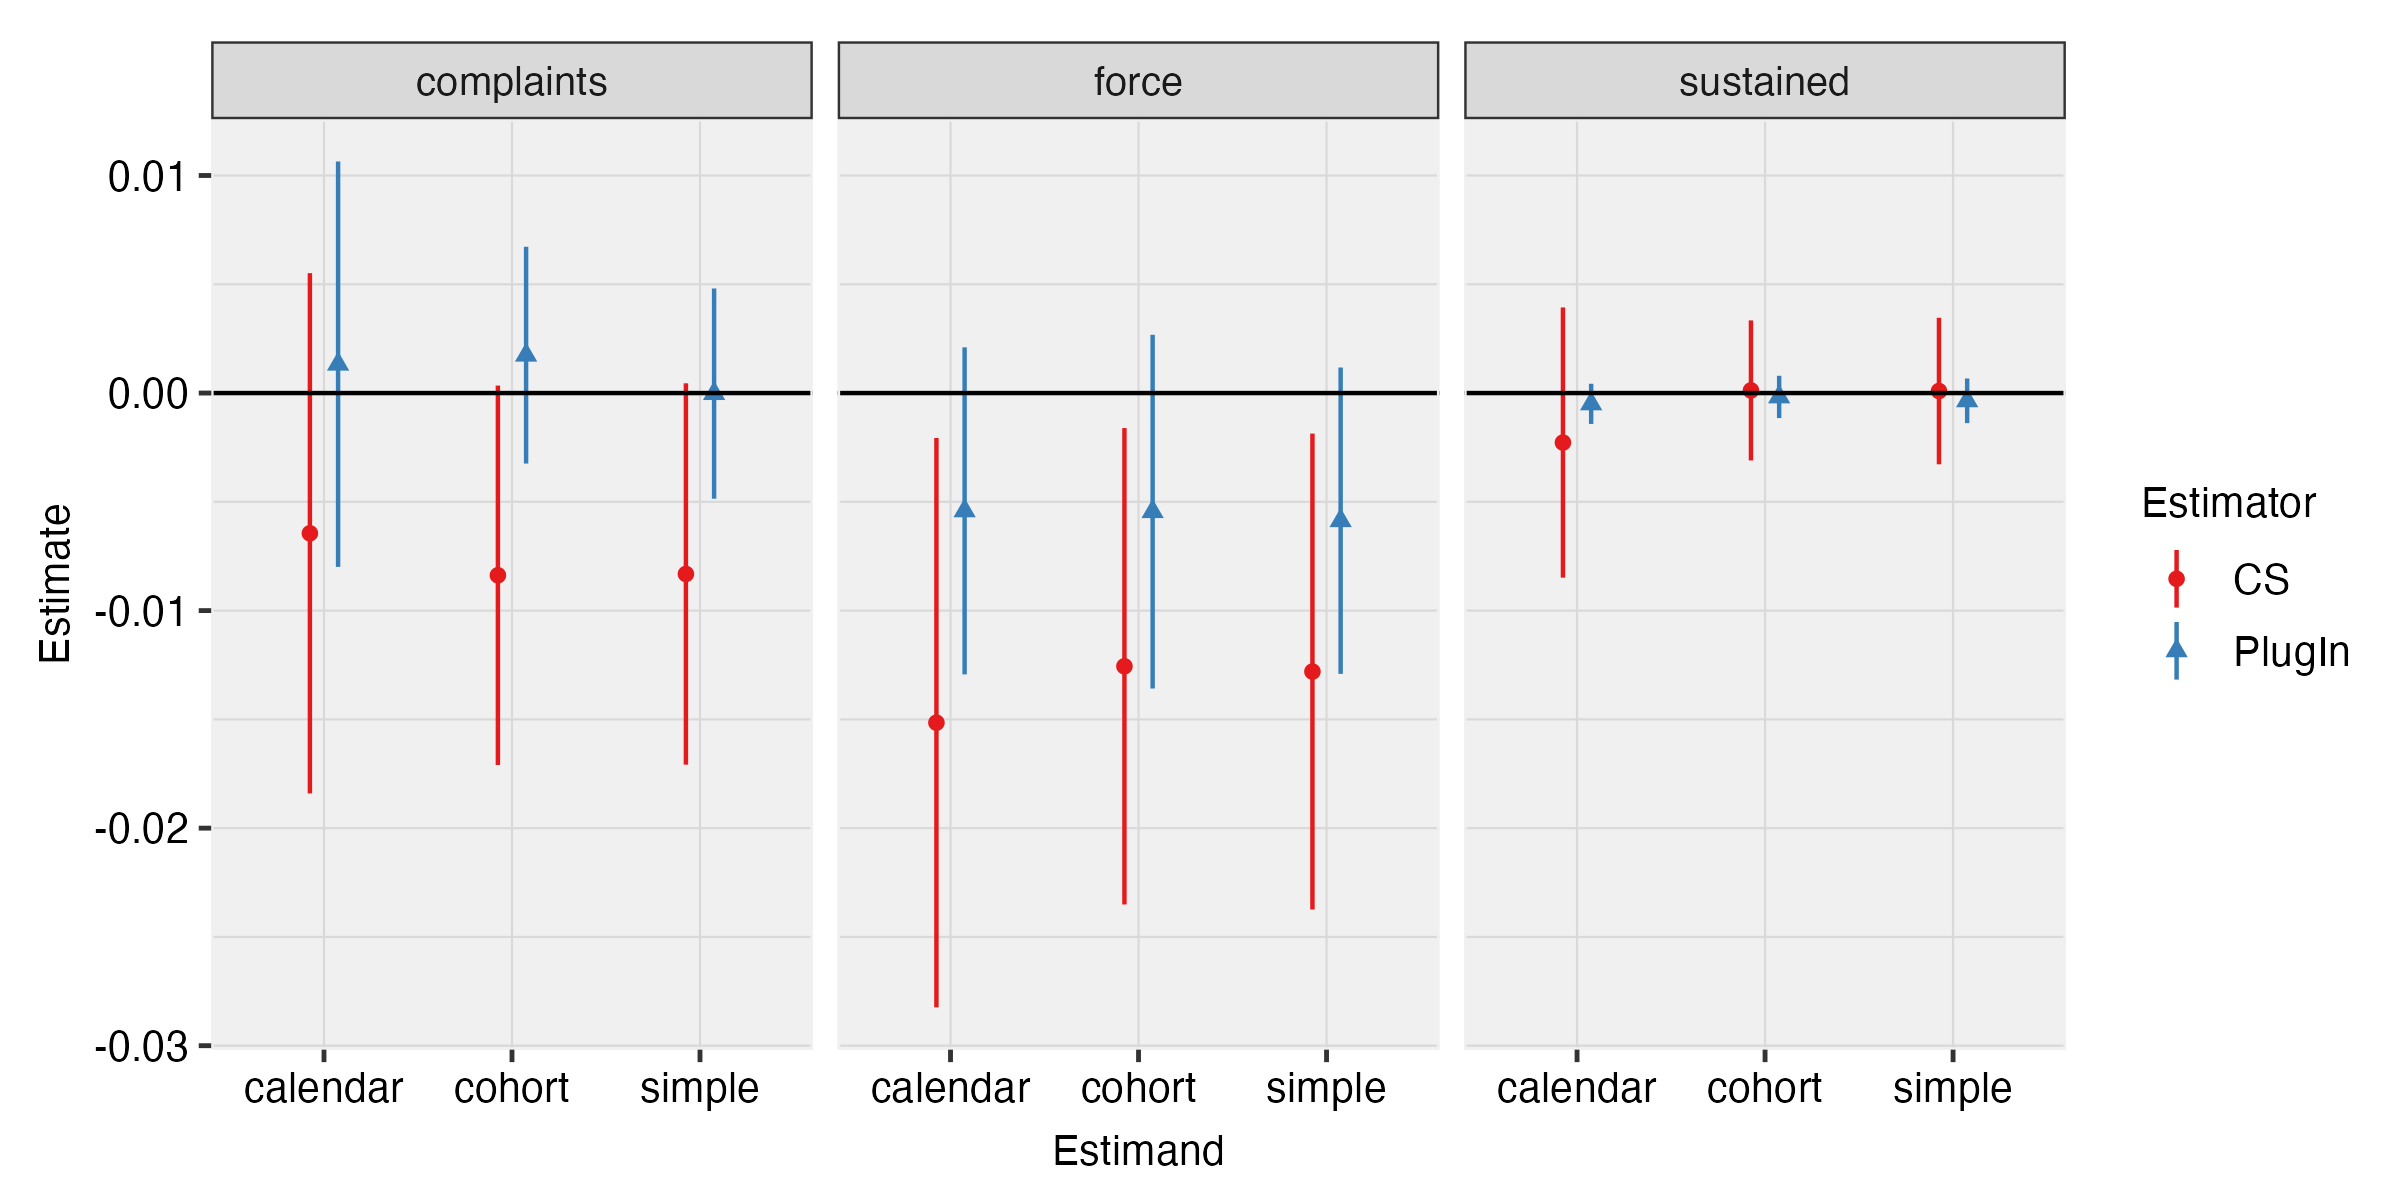 complaints force sustained
0.01
0.00
-0.01
-0.02
-0.03
Estimate
calendar cohort simple calendar cohort simple calendar cohort simple
Estimand
Estimator
CS
PlugIn